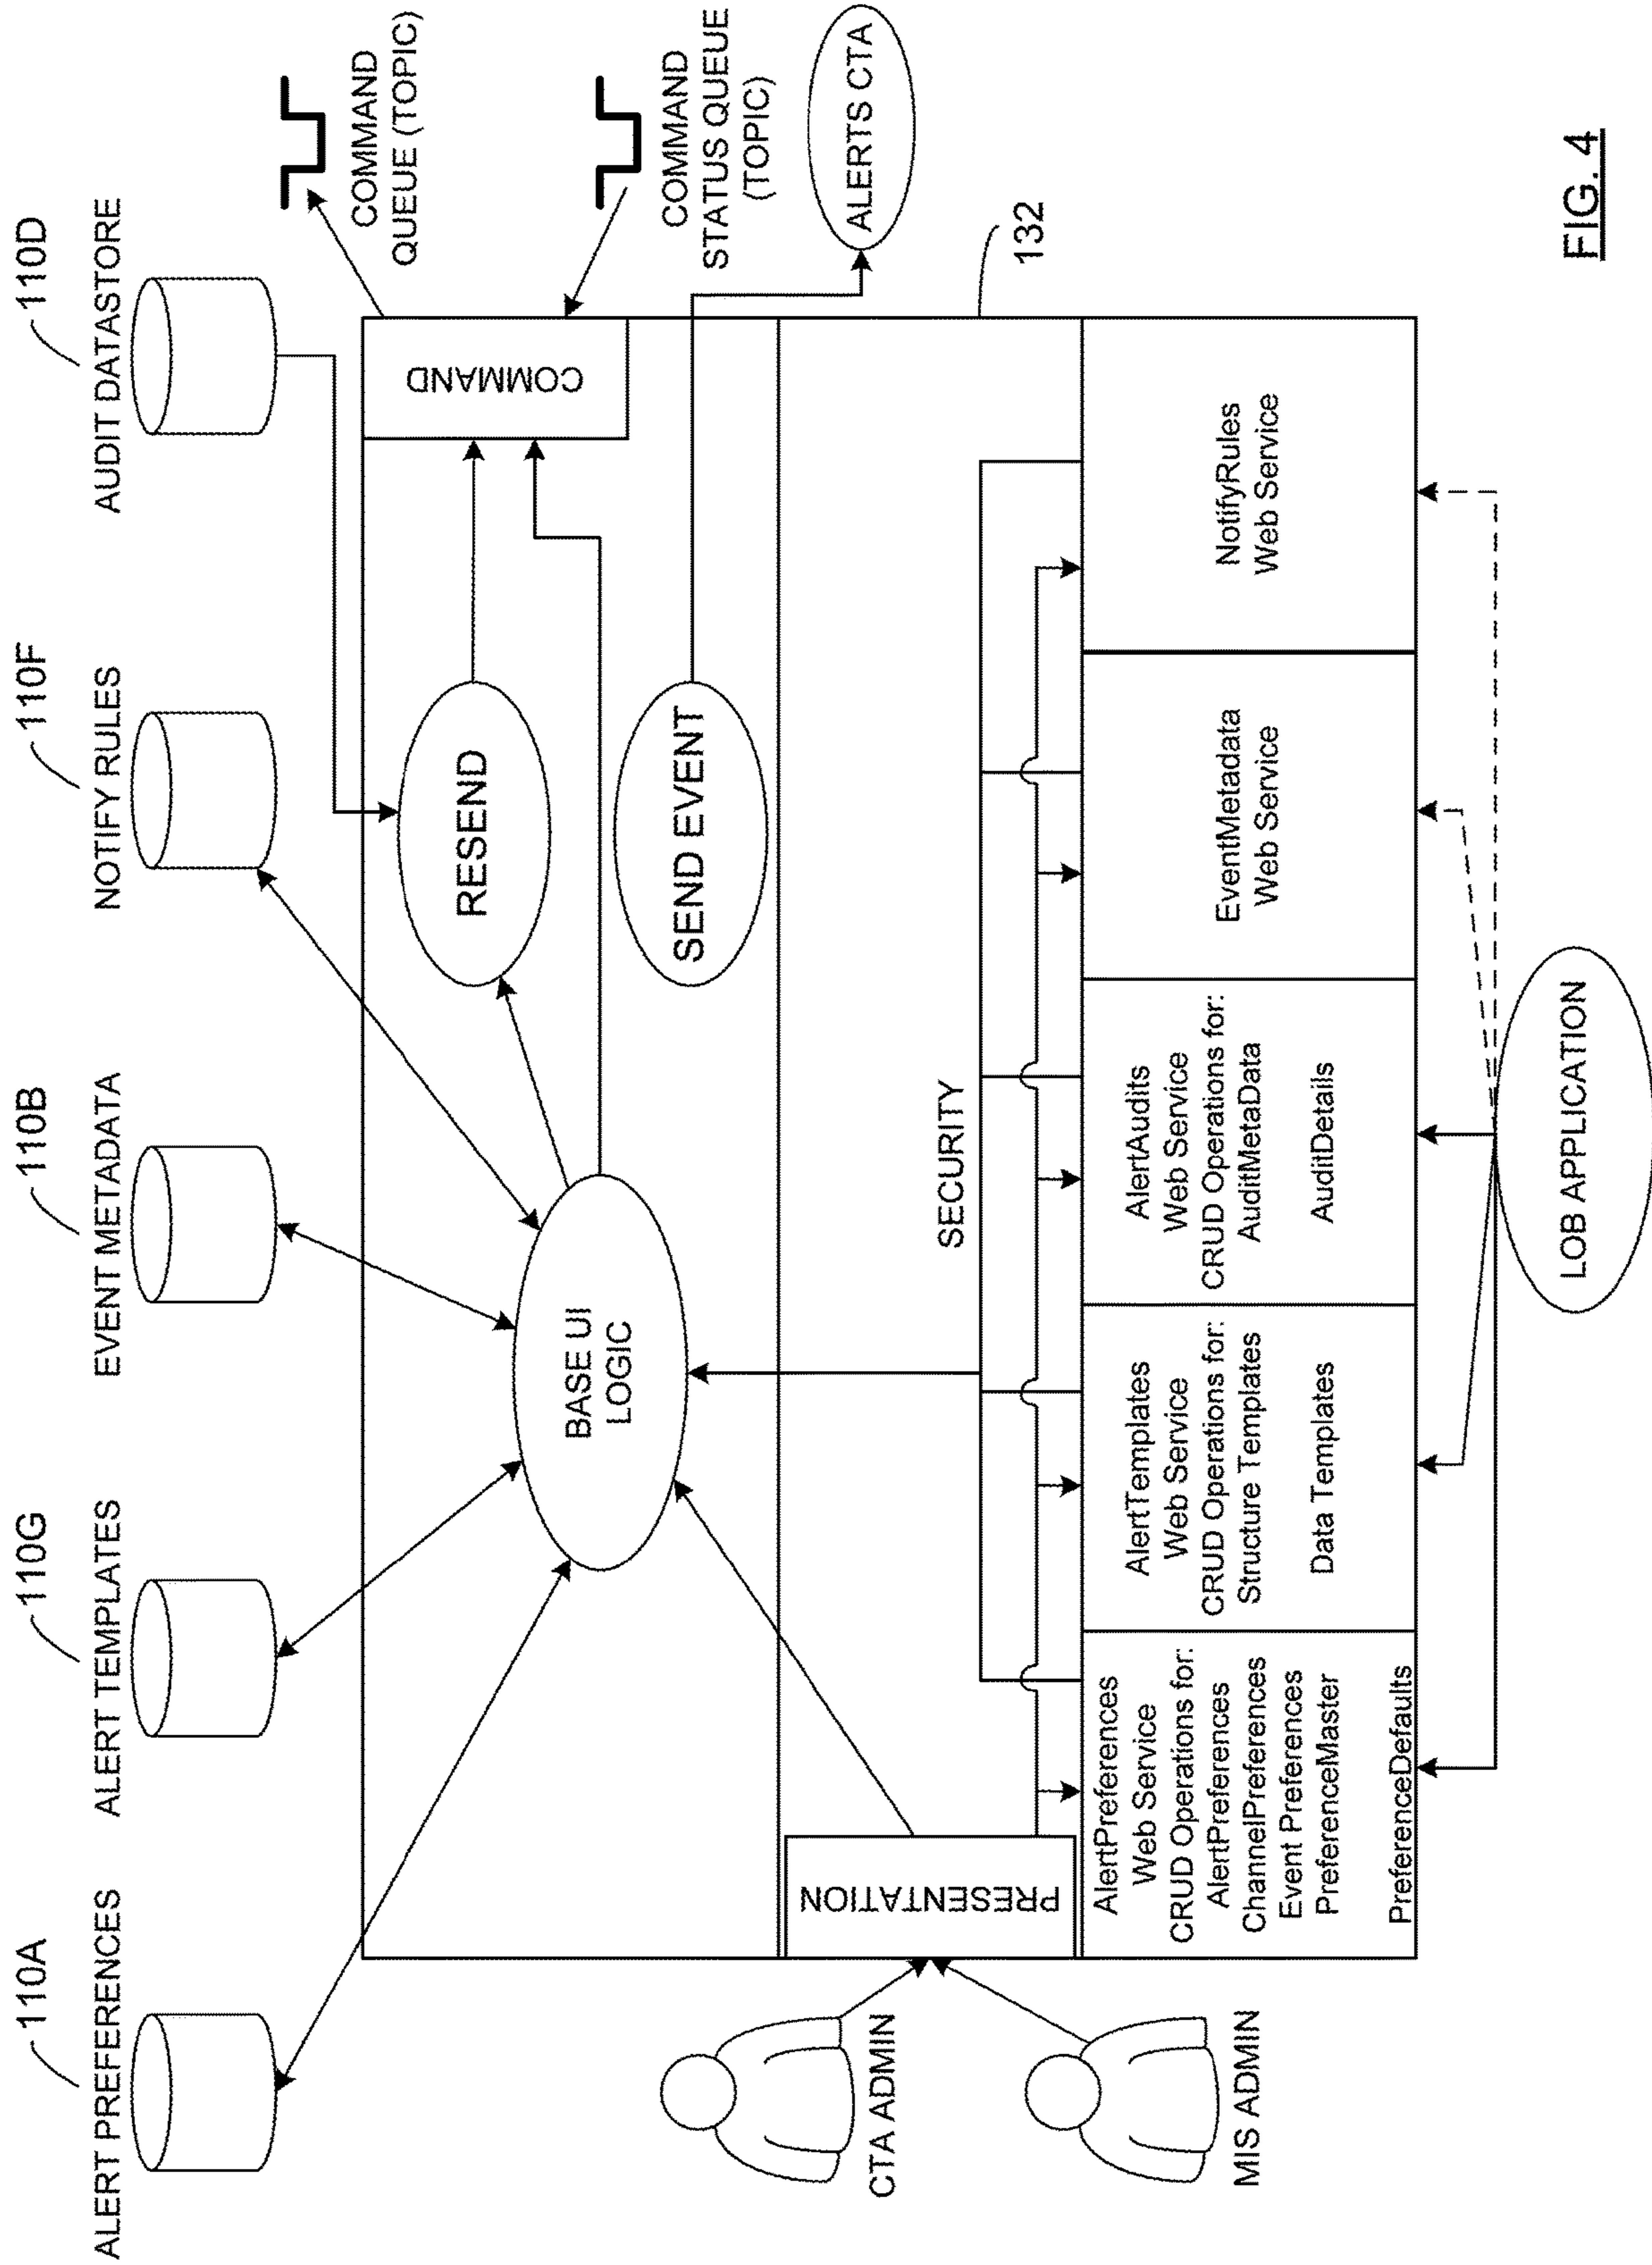 110A
110G
110B
110F
110D
ALERT PREFERENCES
ALERT TEMPLATES
EVENT METADATA
NOTIFY RULES
AUDIT DATASTORE
COMMAND
QUEUE (TOPIC)
COMMAND
STATUS QUEUE
(TOPIC)
ALERTS CTA
COMMAND
RESEND
SEND EVENT
BASE UI
LOGIC
132
CTA ADMIN
MIS ADMIN
PRESENTATION
SECURITY
AlertPreferences
Web Service
CRUD Operations for:
AlertPreferences
ChannelPreferences
Event Preferences
PreferenceMaster
PreferenceDefaults
AlertTemplates
Web Service
CRUD Operations for:
Structure Templates
Data Templates
AlertAudits
Web Service
CRUD Operations for:
AuditMetaData
AuditDetails
EventMetadata
Web Service
NotifyRules
Web Service
LOB APPLICATION
FIG. 4